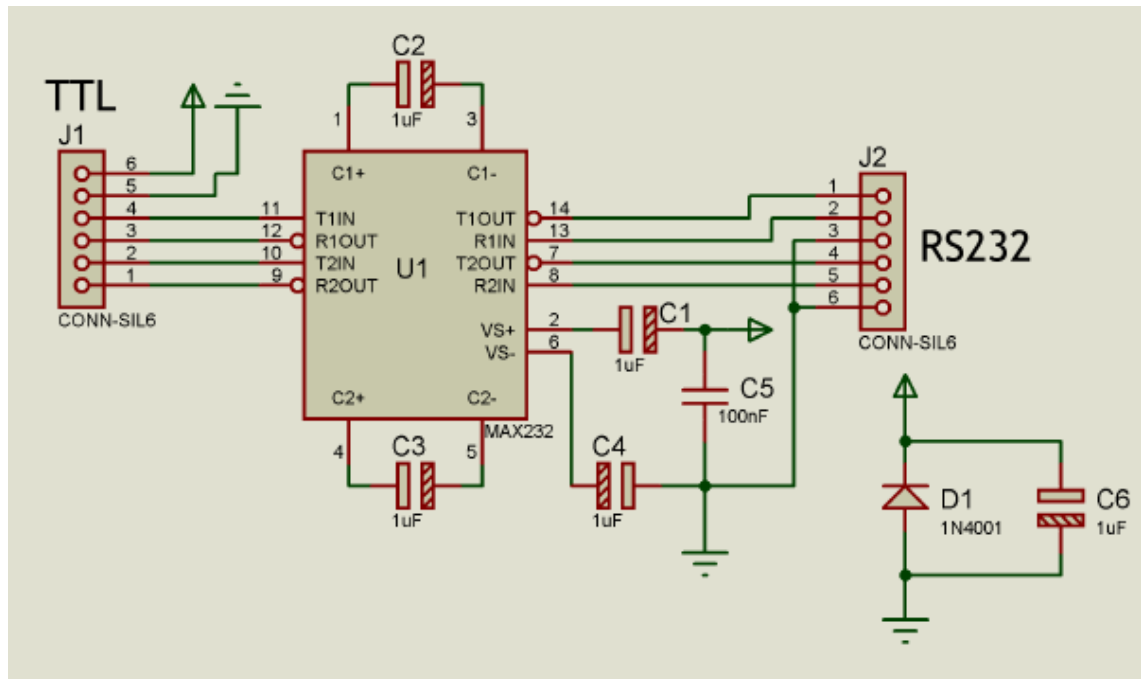 C2
1uF
1
3
TTL
J1
6
5
4
3
2
1
CONN-SIL6
11
12
10
9
C1+
C1-
T1IN
R1OUT
T2IN
R2OUT
U1
T1OUT
R1IN
T2OUT
R2IN
VS+
VS-
C2+
C2-
MAX232
14
13
7
8
2
6
4
5
C3
1uF
C1
1uF
C5
100nF
C4
1uF
J2
1
2
3
4
5
6
RS232
CONN-SIL6
D1
1N4001
C6
1uF